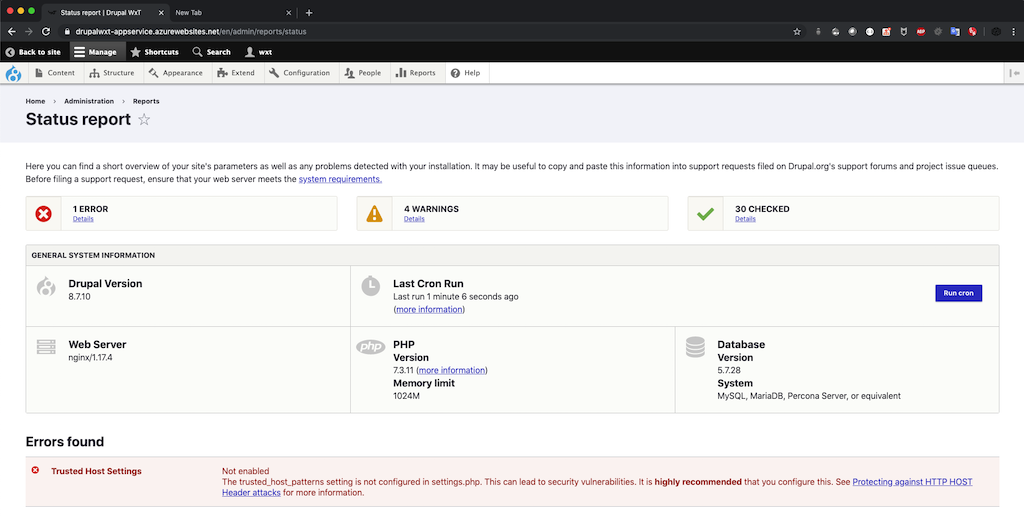 Status report | Drupal WxT
New Tab
drupalwxt-appservice.azurewebsites.net/en/admin/reports/status
Back to site Manage Shortcuts Search wxt
Content Structure Appearance Extend Configuration People Reports Help
Home › Administration › Reports
Status report
Here you can find a short overview of your site's parameters as well as any problems detected with your installation. It may be useful to copy and paste this information into support requests filed on Drupal.org's support forums and project issue queues.
Before filing a support request, ensure that your web server meets the system requirements.
1 ERROR
Details
4 WARNINGS
Details
30 CHECKED
Details
GENERAL SYSTEM INFORMATION
Drupal Version
8.7.10
Last Cron Run
Last run 1 minute 6 seconds ago
(more information)
Run cron
Web Server
nginx/1.17.4
php
PHP
Version
7.3.11 (more information)
Memory limit
1024M
Database
Version
5.7.28
System
MySQL, MariaDB, Percona Server, or equivalent
Errors found
Trusted Host Settings
Not enabled
The trusted_host_patterns setting is not configured in settings.php. This can lead to security vulnerabilities. It is highly recommended that you configure this. See Protecting against HTTP HOST
Header attacks for more information.